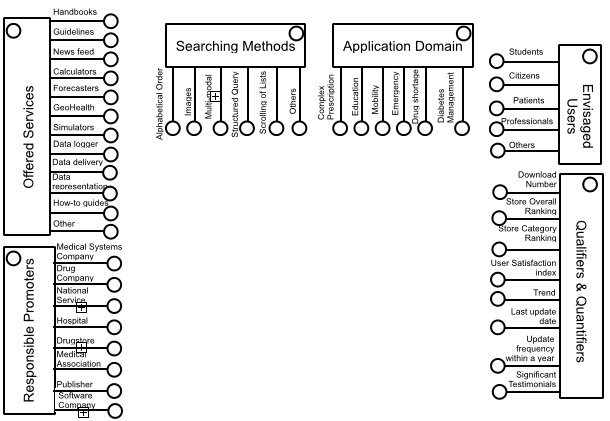 Handbooks
Guidelines
News feed
Calculators
Forecasters
GeoHealth
Simulators
Data logger
Data delivery
Data
representation
How-to guides
Other
Offered Services
Searching Methods
Alphabetical Order
Images
Multimodal
Structured Query
Scrolling of Lists
Others
Application Domain
Complex
Prescription
Education
Mobility
Emergency
Drug shortage
Diabetes
Management
Students
Citizens
Patients
Professionals
Others
Envisaged
Users
Medical Systems
Company
Drug
Company
National
Service
Hospital
Drugstore
Medical
Association
Publisher
Software
Company
Responsible Promoters
Download
Number
Store Overall
Ranking
Store Category
Ranking
User Satisfaction
index
Trend
Last update
date
Update
frequency
within a year
Significant
Testimonials
Qualifiers & Quantifiers